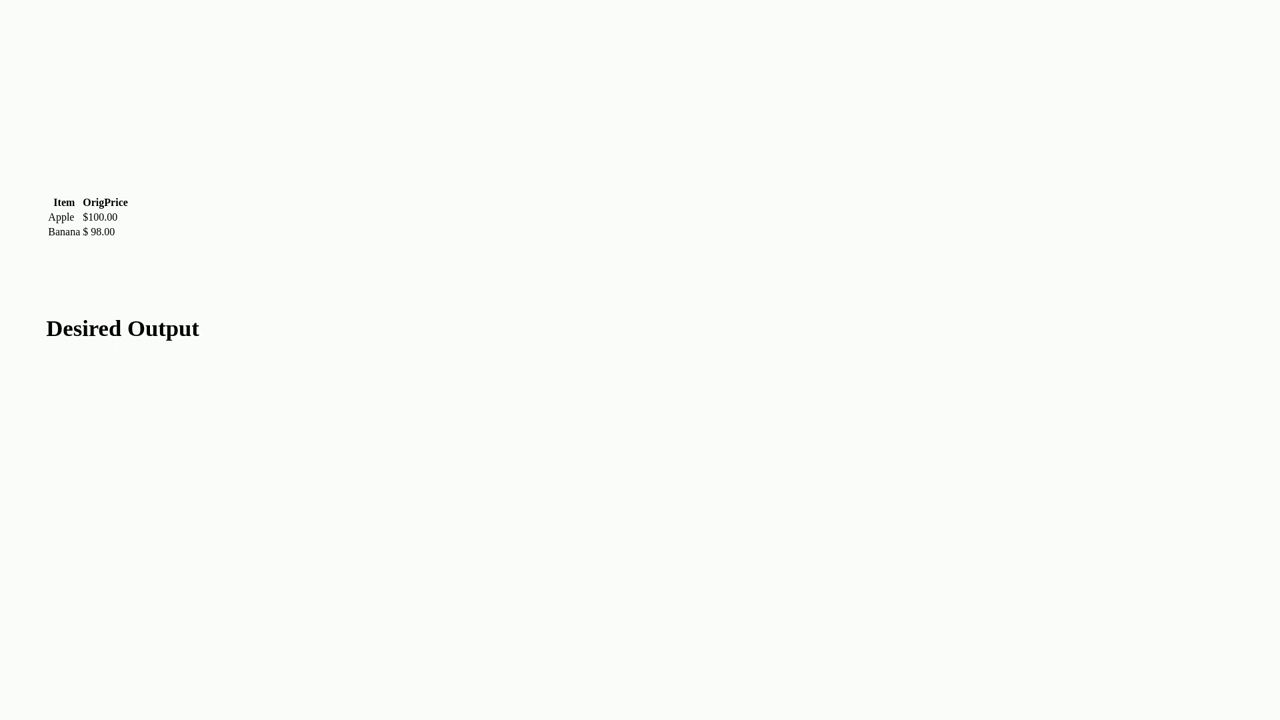 Item OrigPrice
Apple $100.00
Banana $ 98.00
Desired Output